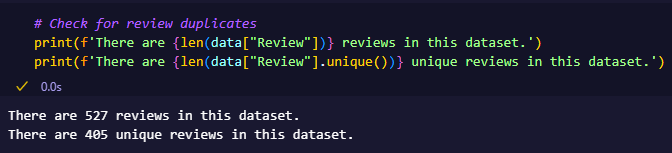 # Check for review duplicates
print(f'There are {len(data["Review"])} reviews in this dataset.')
print(f'There are {len(data["Review"].unique())} unique reviews in this dataset.')
✓ 0.0s
There are 527 reviews in this dataset.
There are 405 unique reviews in this dataset.